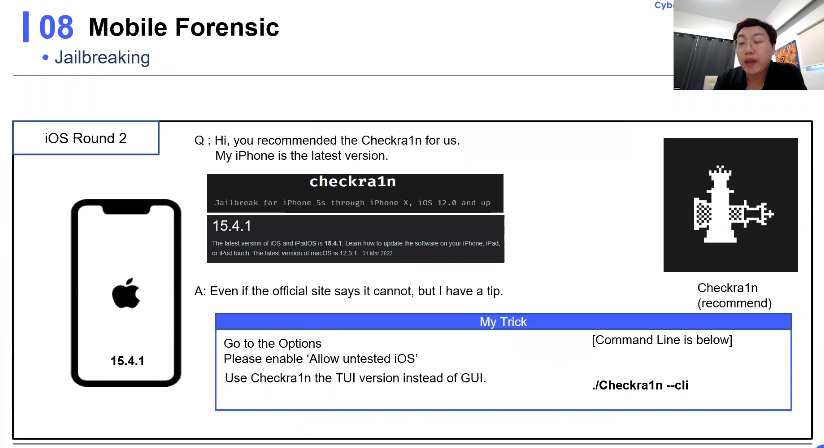 08 Mobile Forensic
Cybe
• Jailbreaking
iOS Round 2
Q : Hi, you recommended the Checkra1n for us.
My iPhone is the latest version.
checkra1n
Jailbreak for iPhone 5s through iPhone X, iOS 12.0 and up
15.4.1
The latest version of iOS and iPadOS is 15.4.1. Learn how to update the software on your iPhone, iPad,
or iPod touch. The latest version of macOS is 12.3.1 31 Mar 2022
15.4.1
A: Even if the official site says it cannot, but I have a tip.
Checkra1n
(recommend)
My Trick
Go to the Options
Please enable ‘Allow untested iOS’
Use Checkra1n the TUI version instead of GUI.
[Command Line is below]
./Checkra1n --cli